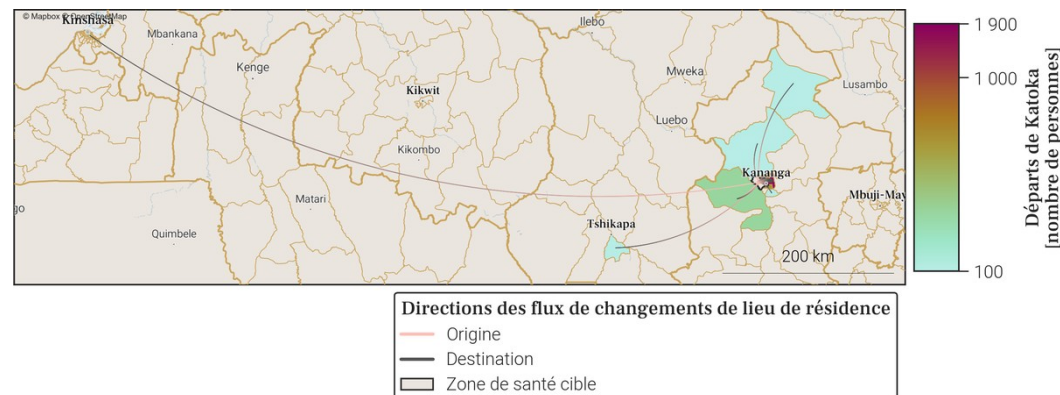 © Mapbox © OpenStreetMap
Kinshasa
Mbankana
Kenge
Kikwit
Kikombo
Matari
Quimbele
go
Ilebo
Mweka
Luebo
Lusambo
Kananga
Mbuji-May
Tshikapa
200 km
1 900
1 000
100
Départs de Katoka
[nombre de personnes]
Directions des flux de changements de lieu de résidence
Origine
Destination
Zone de santé cible